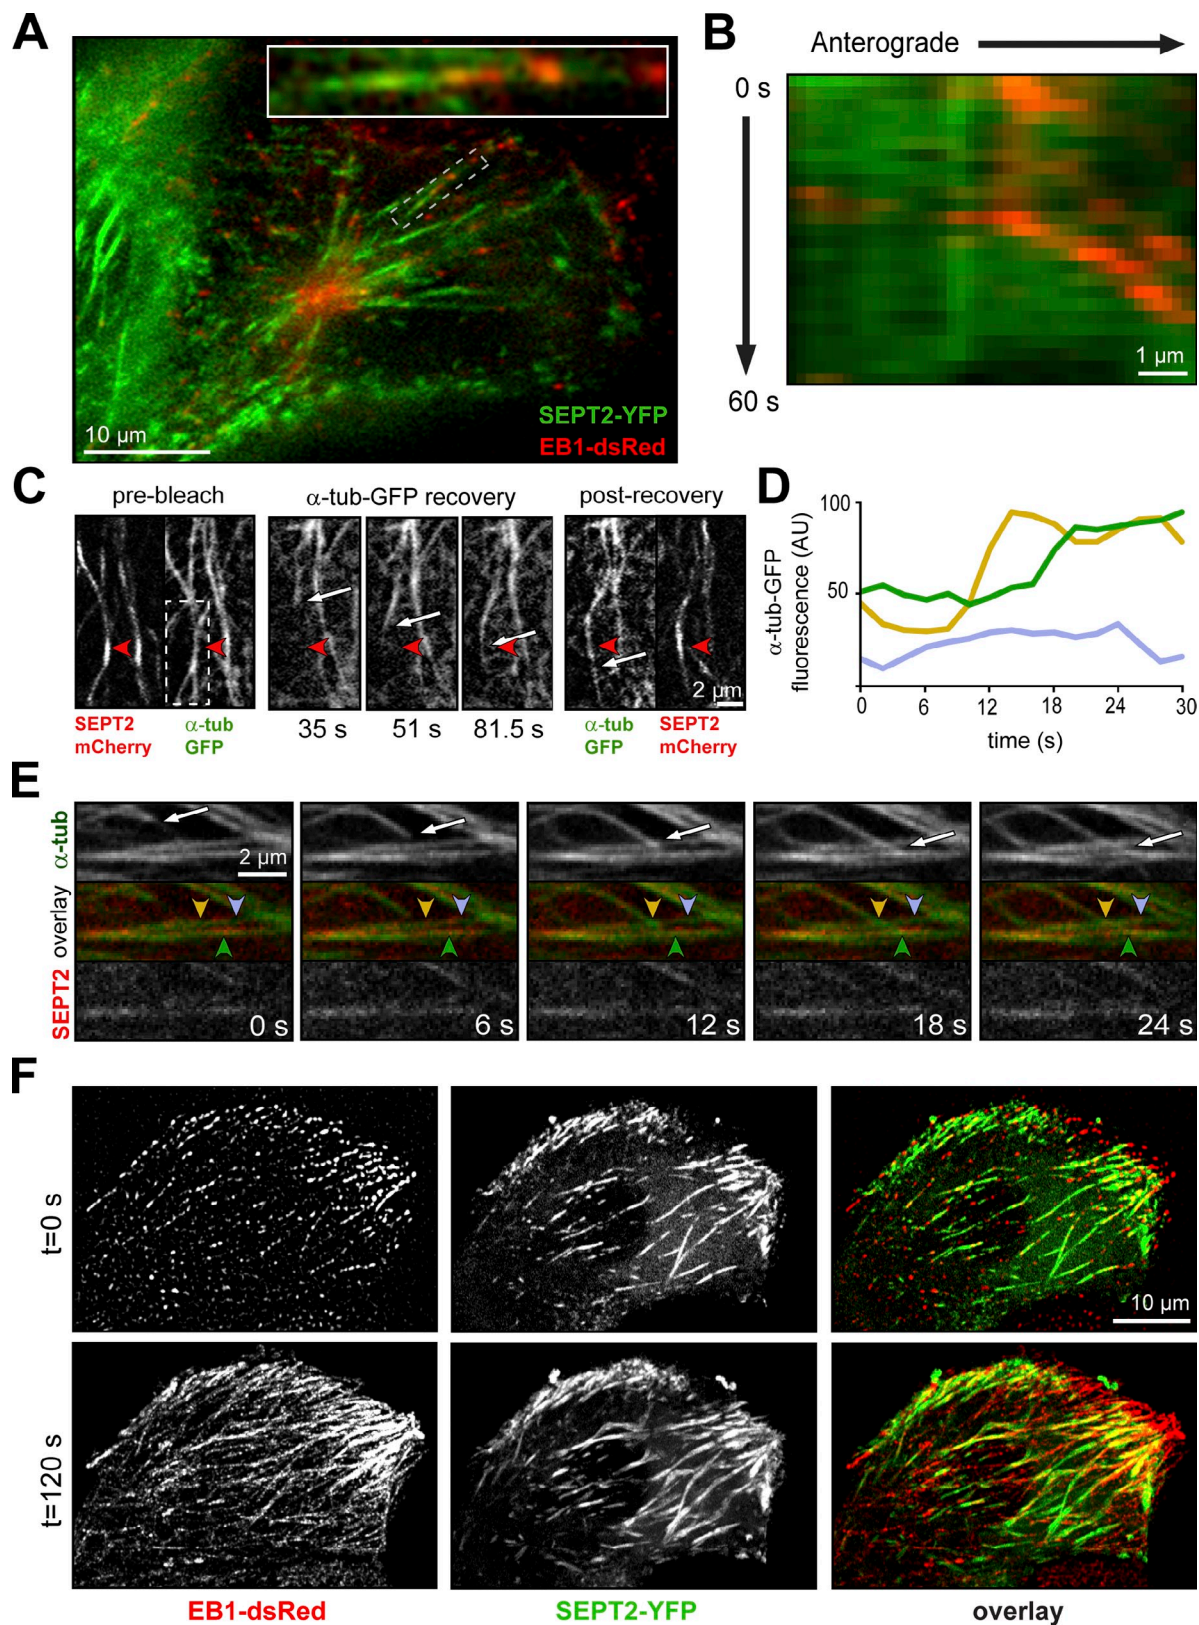 A
SEPT2-YFP
EB1-dsRed
10 µm
B
Anterograde
0 s
60 s
1 µm
C
pre-bleach
α-tub-GFP recovery
post-recovery
2 µm
SEPT2
mCherry
α-tub
GFP
35 s
51 s
81.5 s
α-tub
GFP
SEPT2
mCherry
D
α-tub-GFP
fluorescence (AU)
100
50
0
6
12
18
24
30
time (s)
E
α-tub
overlay
SEPT2
2 µm
0 s
6 s
12 s
18 s
24 s
F
t=0 s
10 µm
t=120 s
EB1-dsRed
SEPT2-YFP
overlay